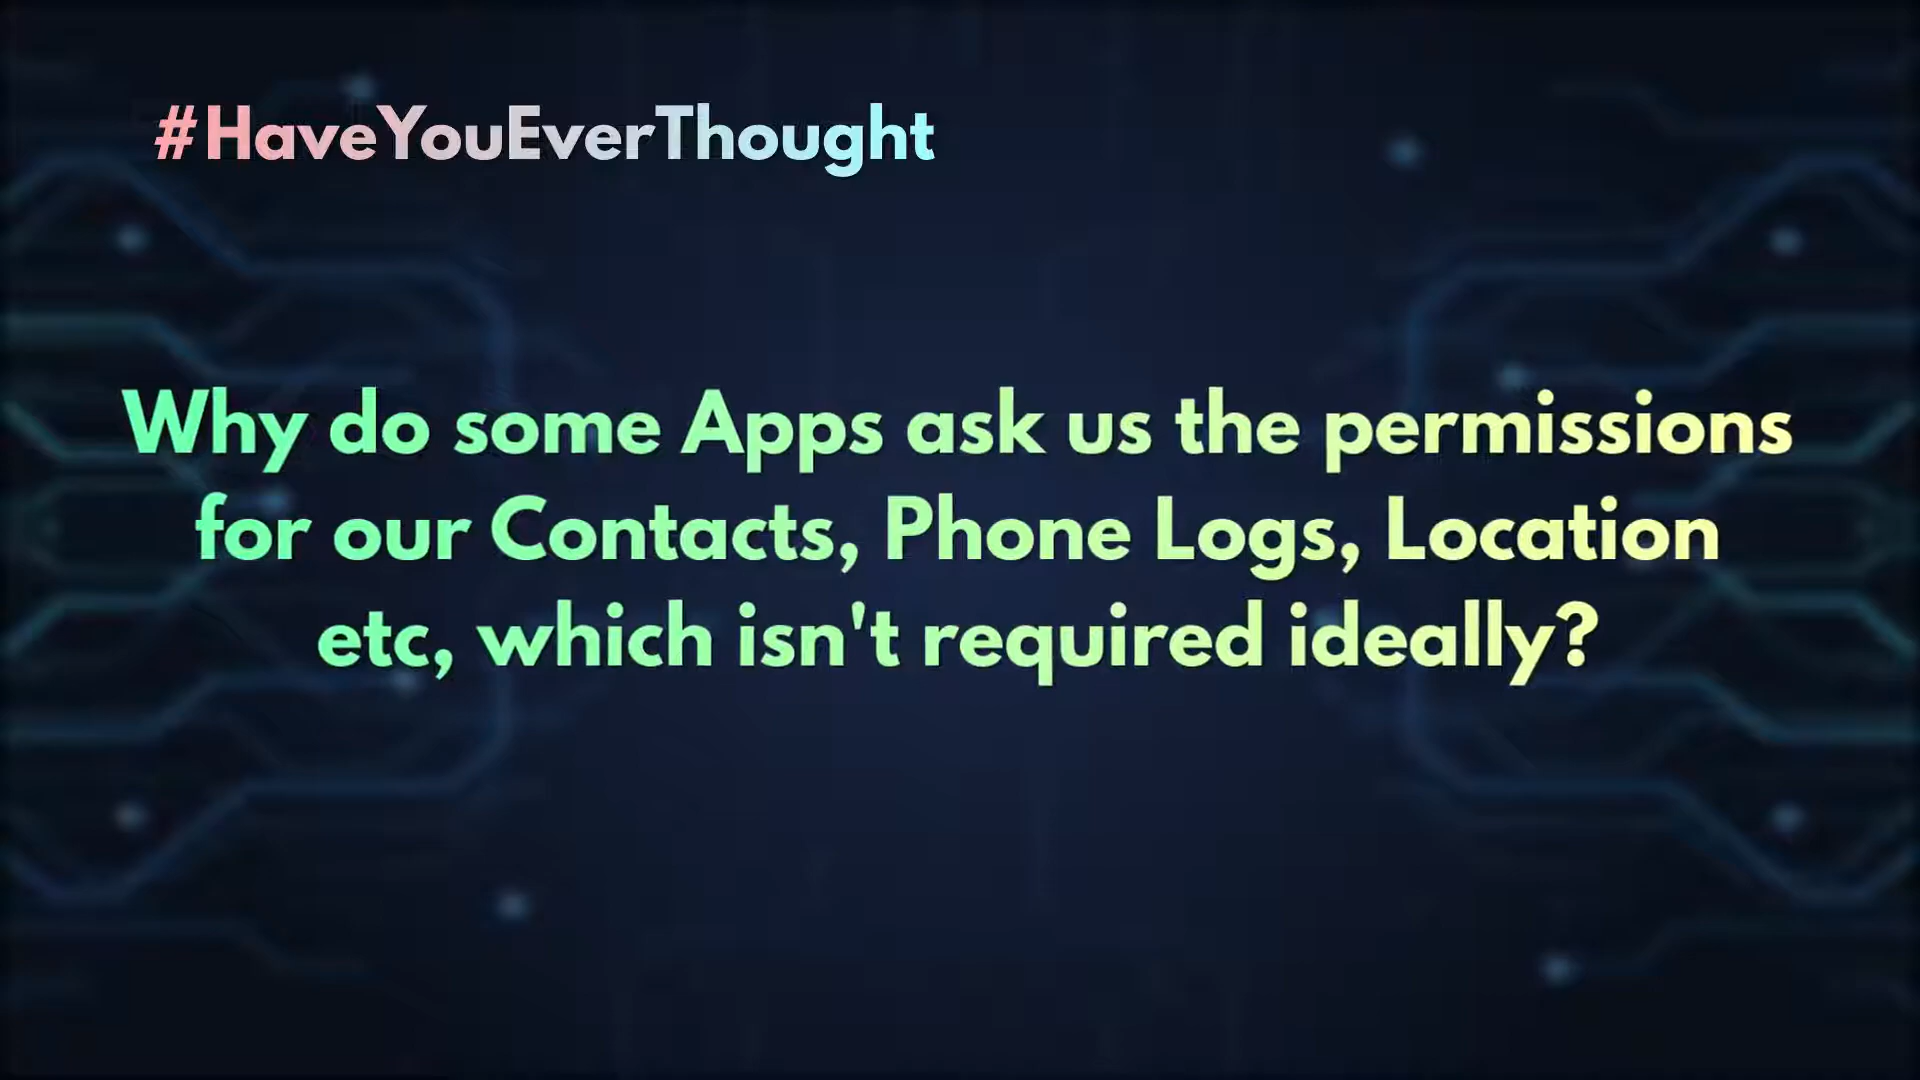 #HaveYouEverThought
Why do some Apps ask us the permissions
for our Contacts, Phone Logs, Location
etc, which isn't required ideally?